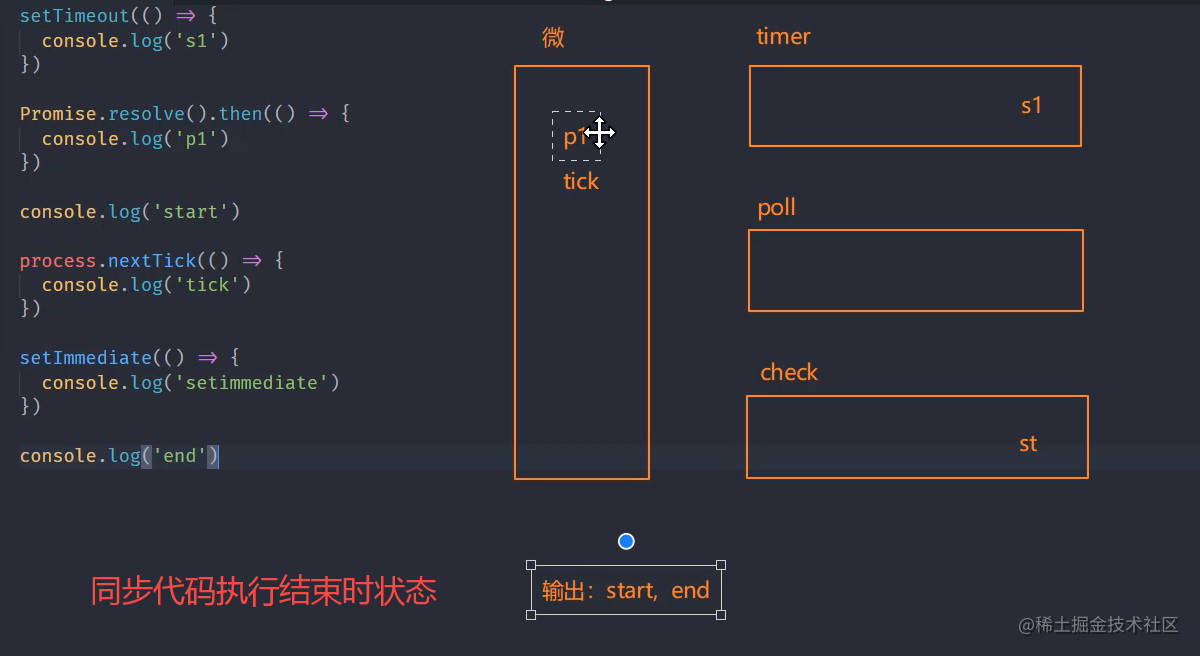 setTimeout(() => {
  console.log('s1')
})
Promise.resolve().then(() => {
  console.log('p1')
})
console.log('start')
process.nextTick(() => {
  console.log('tick')
})
setImmediate(() => {
  console.log('setimmediate')
})
console.log('end')
微
p1
tick
timer
s1
poll
check
st
同步代码执行结束时状态
输出：start，end
@稀土掘金技术社区